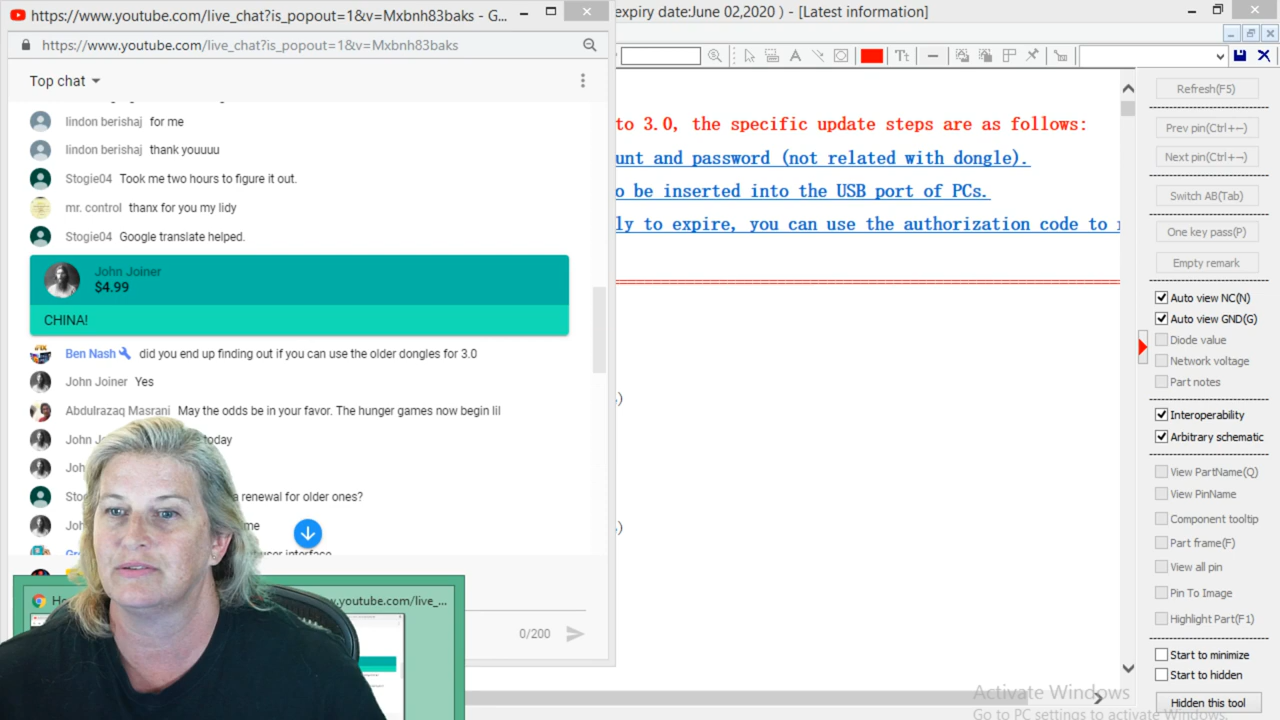 https://www.youtube.com/live_chat?is_popout=1&v=Mxbnh83baks - G...
expiry date:June 02,2020 ) - [Latest information]
https://www.youtube.com/live_chat?is_popout=1&v=Mxbnh83baks
Top chat
lindon berishaj for me
lindon berishaj thank youuuu
Stogie04 Took me two hours to figure it out.
mr. control thanx for you my lidy
Stogie04 Google translate helped.
John Joiner
$4.99
CHINA!
Ben Nash did you end up finding out if you can use the older dongles for 3.0
John Joiner Yes
Abdulrazaq Masrani May the odds be in your favor. The hunger games now begin lil
today
a renewal for older ones?
user interface
www.youtube.com/live_...
0/200
Tt
to 3.0, the specific update steps are as follows:
unt and password (not related with dongle).
o be inserted into the USB port of PCs.
ly to expire, you can use the authorization code to
Refresh(F5)
Prev pin(Ctrl+←)
Next pin(Ctrl+→)
Switch AB(Tab)
One key pass(P)
Empty remark
Auto view NC(N)
Auto view GND(G)
Diode value
Network voltage
Part notes
Interoperability
Arbitrary schematic
View PartName(Q)
View PinName
Component tooltip
Part frame(F)
View all pin
Pin To Image
Highlight Part(F1)
Start to minimize
Start to hidden
Hidden this tool
Activate Windows
Go to PC settings to activate Windows.